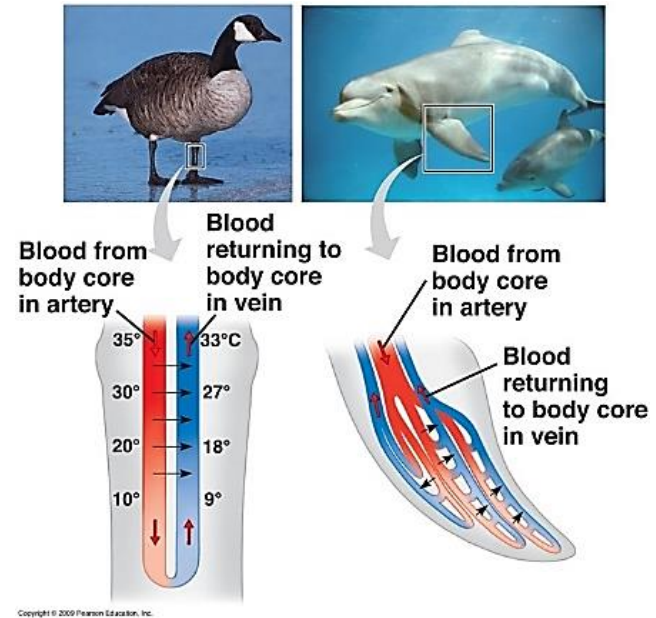 Blood from
body core
in artery
Blood
returning to
body core
in vein
35° 33°C
30° 27°
20° 18°
10° 9°
Blood from
body core
in artery
Blood
returning
to body core
in vein
Copyright © 2009 Pearson Education, Inc.